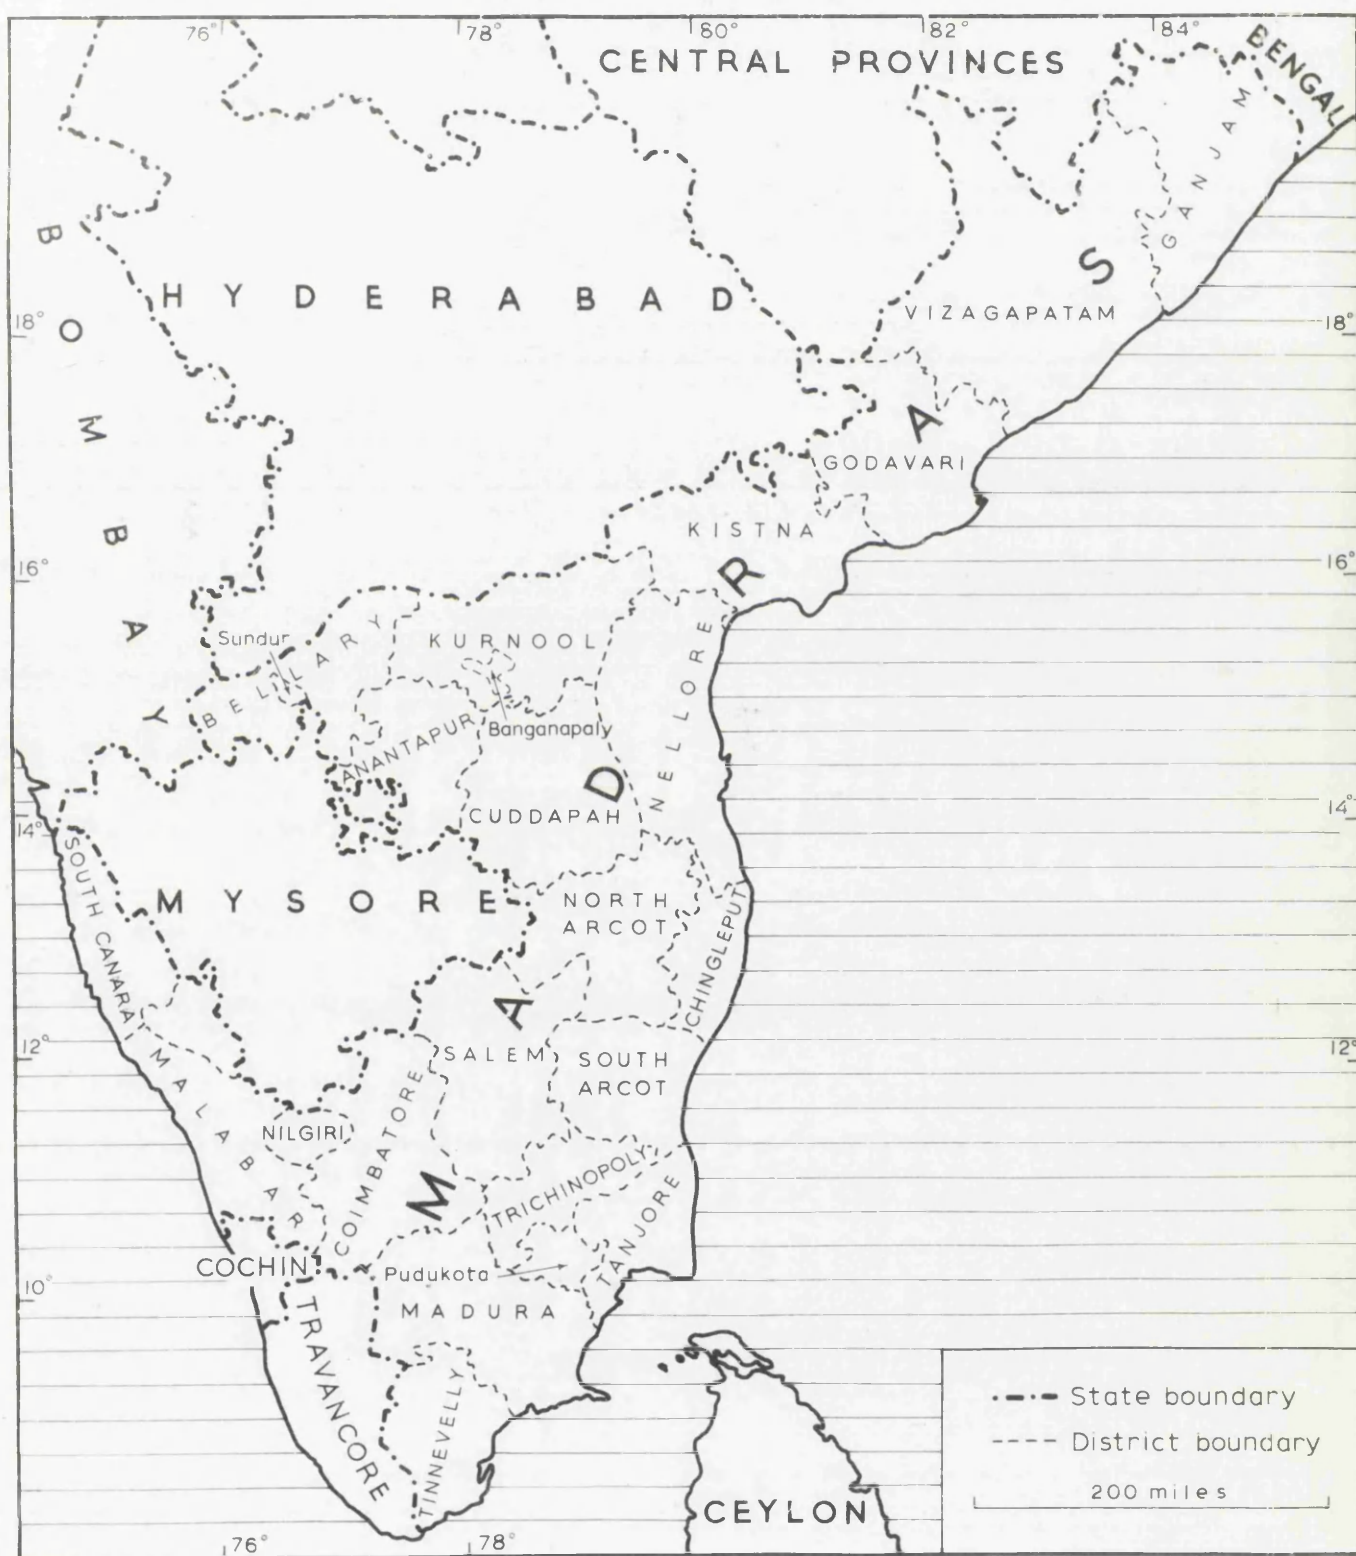 76°
78°
80°
82°
84°
CENTRAL PROVINCES
BENGAL
GANJAM
BOMBAY
HYDERABAD
VIZAGAPATAM
18°
18°
GODAVARI
KISTNA
16°
16°
Sundur
BELLARY
KURNOOL
NELLORE
Banganapaly
ANANTAPUR
CUDDAPAH
14°
14°
MADRAS
SOUTH CANARA
MYSORE
NORTH
ARCOT
CHINGLEPUT
12°
12°
MALABAR
SALEM
SOUTH
ARCOT
NILGIRI
COIMBATORE
TRICHINOPOLY
TANJORE
COCHIN
Pudukota
10°
MADURA
TRAVANCORE
TINNEVELLY
CEYLON
State boundary
District boundary
200 miles
76°
78°